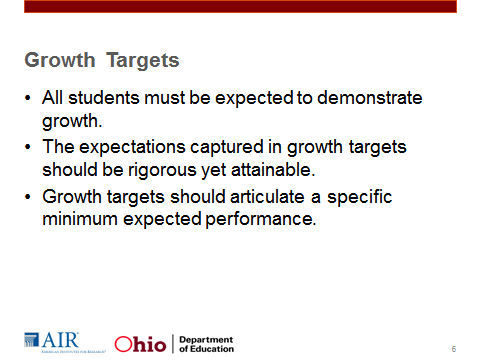 Growth Targets
• All students must be expected to demonstrate
growth.
• The expectations captured in growth targets
should be rigorous yet attainable.
• Growth targets should articulate a specific
minimum expected performance.
AIR
AMERICAN INSTITUTES FOR RESEARCH
Ohio
Department
of Education
6